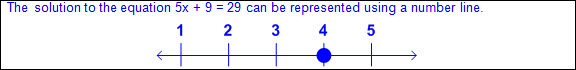 The solution to the equation 5x + 9 = 29 can be represented using a number line.
1 2 3 4 5